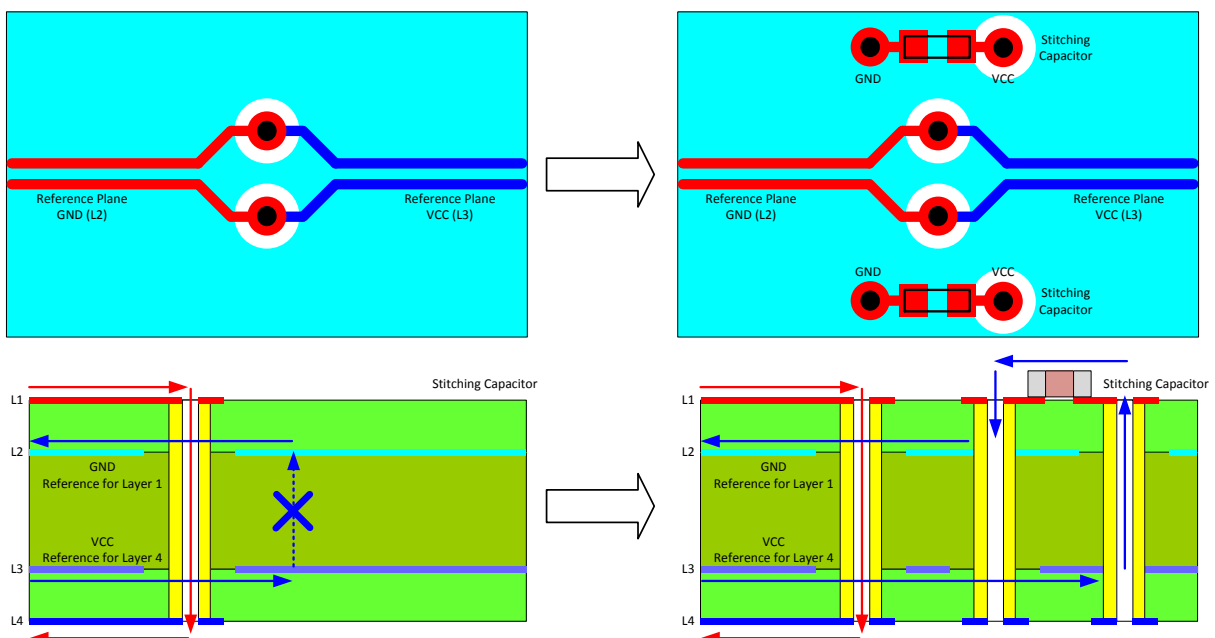 Stitching
Capacitor
GND
VCC
Reference Plane
GND (L2)
Reference Plane
VCC (L3)
Reference Plane
GND (L2)
Reference Plane
VCC (L3)
GND
VCC
Stitching
Capacitor
Stitching Capacitor
L1
L2
GND
Reference for Layer 1
VCC
Reference for Layer 4
L3
L4
Stitching Capacitor
L1
L2
GND
Reference for Layer 1
VCC
Reference for Layer 4
L3
L4